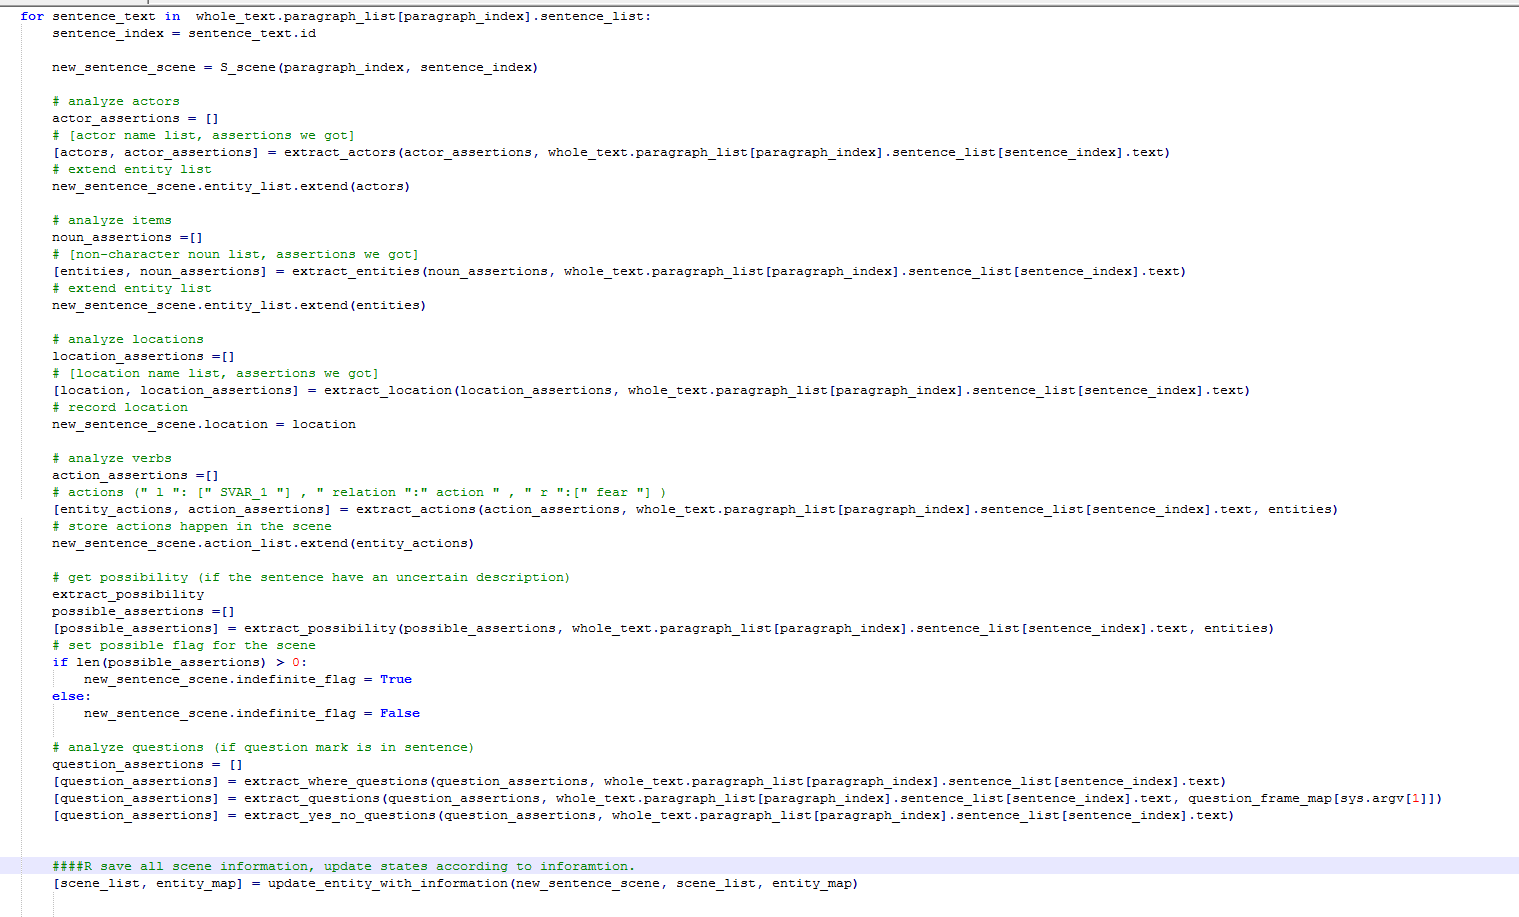 for sentence_text in  whole_text.paragraph_list[paragraph_index].sentence_list:
    sentence_index = sentence_text.id

    new_sentence_scene = S_scene(paragraph_index, sentence_index)

    # analyze actors
    actor_assertions = []
    # [actor name list, assertions we got]
    [actors, actor_assertions] = extract_actors(actor_assertions, whole_text.paragraph_list[paragraph_index].sentence_list[sentence_index].text)
    # extend entity list
    new_sentence_scene.entity_list.extend(actors)

    # analyze items
    noun_assertions =[]
    # [non-character noun list, assertions we got]
    [entities, noun_assertions] = extract_entities(noun_assertions, whole_text.paragraph_list[paragraph_index].sentence_list[sentence_index].text)
    # extend entity list
    new_sentence_scene.entity_list.extend(entities)

    # analyze locations
    location_assertions =[]
    # [location name list, assertions we got]
    [location, location_assertions] = extract_location(location_assertions, whole_text.paragraph_list[paragraph_index].sentence_list[sentence_index].text)
    # record location
    new_sentence_scene.location = location

    # analyze verbs
    action_assertions =[]
    # actions (" l ": [" SVAR_1 "] , " relation ":" action " , " r ":[" fear "] )
    [entity_actions, action_assertions] = extract_actions(action_assertions, whole_text.paragraph_list[paragraph_index].sentence_list[sentence_index].text, entities)
    # store actions happen in the scene
    new_sentence_scene.action_list.extend(entity_actions)

    # get possibility (if the sentence have an uncertain description)
    extract_possibility
    possible_assertions =[]
    [possible_assertions] = extract_possibility(possible_assertions, whole_text.paragraph_list[paragraph_index].sentence_list[sentence_index].text, entities)
    # set possible flag for the scene
    if len(possible_assertions) > 0:
        new_sentence_scene.indefinite_flag = True
    else:
        new_sentence_scene.indefinite_flag = False

    # analyze questions (if question mark is in sentence)
    question_assertions = []
    [question_assertions] = extract_where_questions(question_assertions, whole_text.paragraph_list[paragraph_index].sentence_list[sentence_index].text)
    [question_assertions] = extract_questions(question_assertions, whole_text.paragraph_list[paragraph_index].sentence_list[sentence_index].text, question_frame_map[sys.argv[1]])
    [question_assertions] = extract_yes_no_questions(question_assertions, whole_text.paragraph_list[paragraph_index].sentence_list[sentence_index].text)


    ####R save all scene information, update states according to inforamtion.
    [scene_list, entity_map] = update_entity_with_information(new_sentence_scene, scene_list, entity_map)